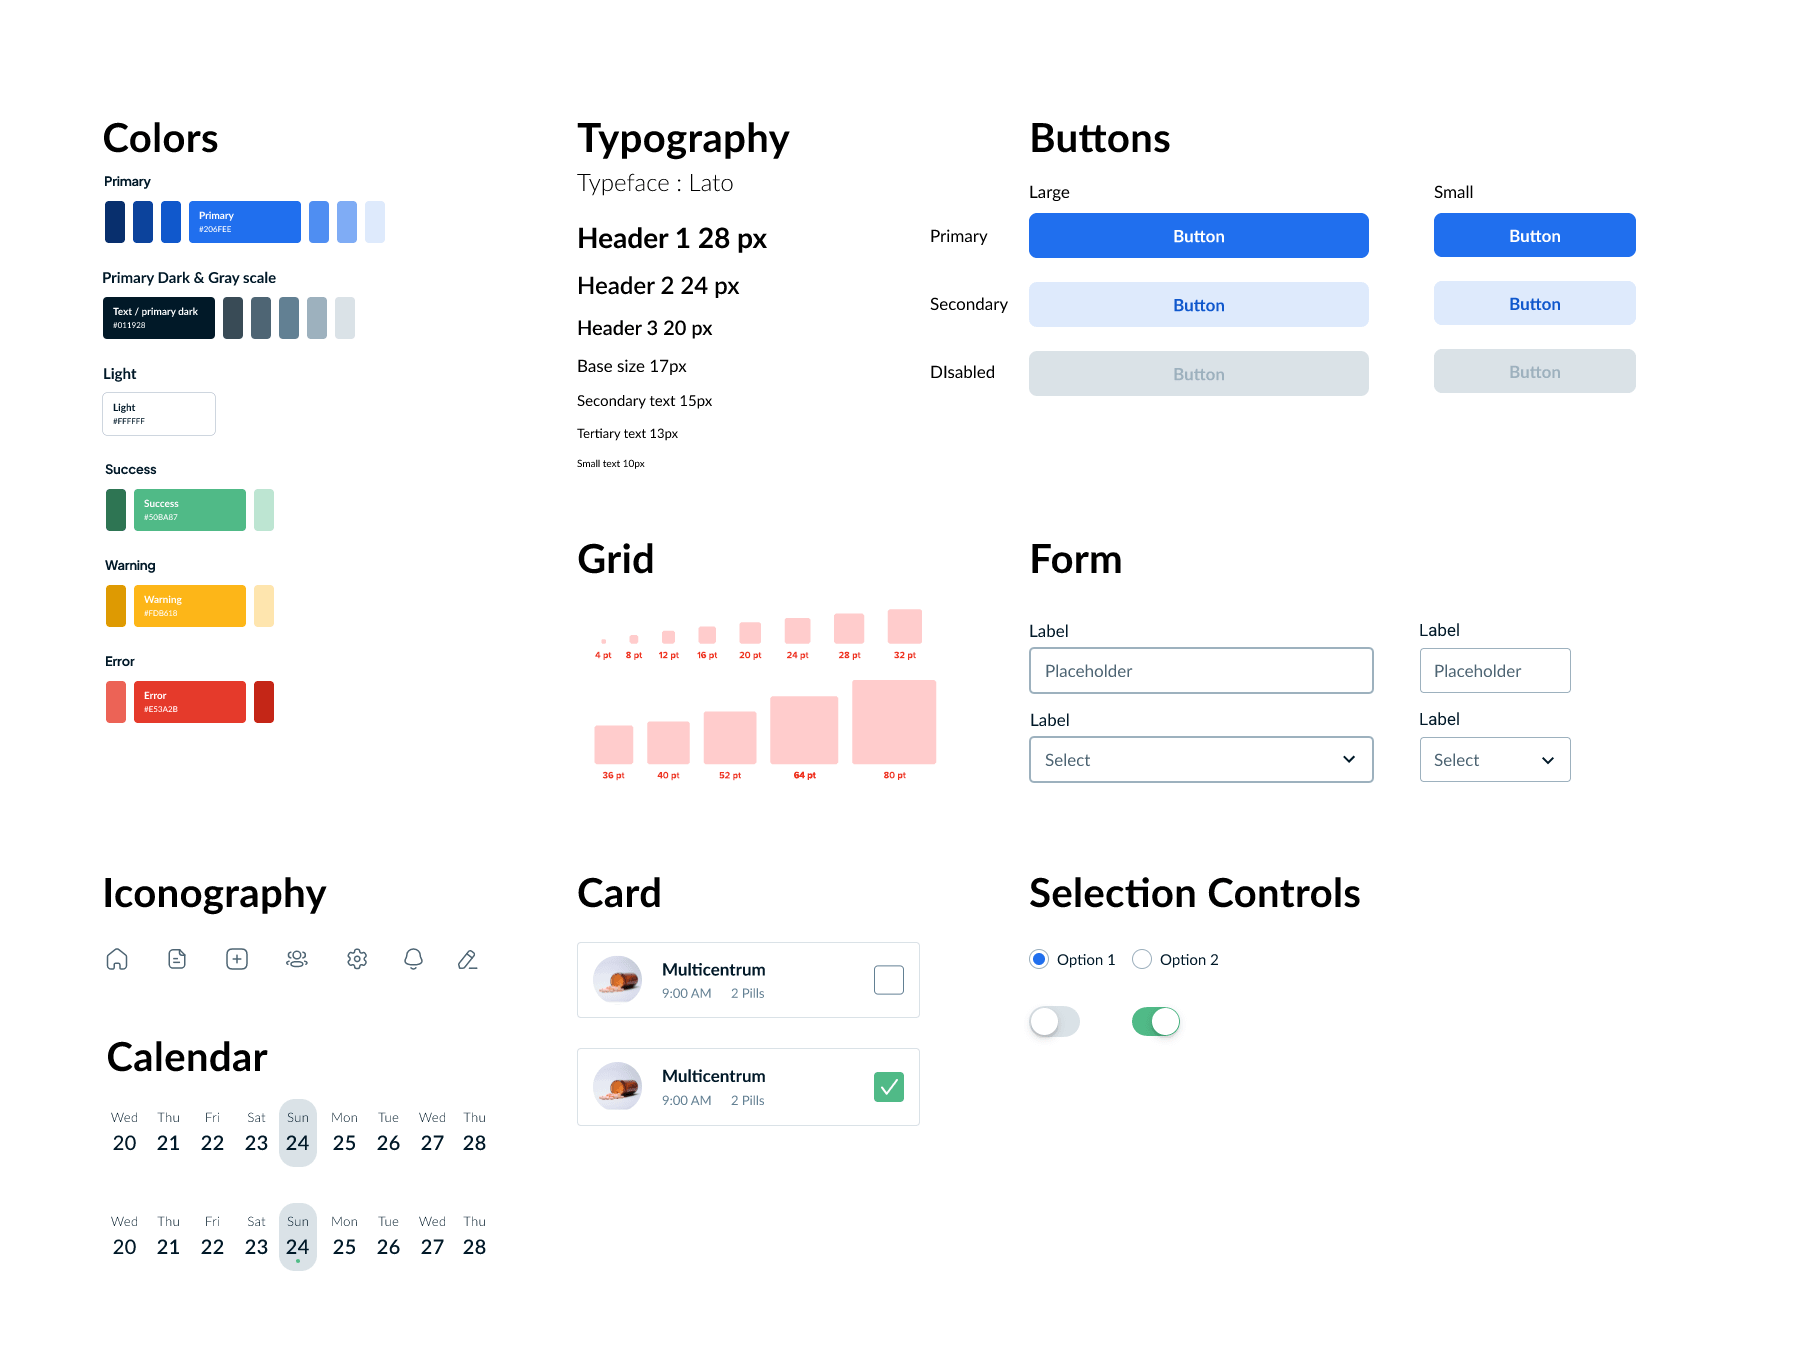 Colors
Primary
Primary
#206FEE
Primary Dark & Gray scale
Text / primary dark
#011928
Light
Light
#FFFFFF
Success
Success
#50BA87
Warning
Warning
#FDB618
Error
Error
#E53A2B
Typography
Typeface : Lato
Header 1 28 px
Header 2 24 px
Header 3 20 px
Base size 17px
Secondary text 15px
Tertiary text 13px
Small text 10px
Buttons
Large Small
Primary Button Button
Secondary Button Button
DIsabled Button Button
Grid
4 pt 8 pt 12 pt 16 pt 20 pt 24 pt 28 pt 32 pt
36 pt 40 pt 52 pt 64 pt 80 pt
Form
Label Label
Placeholder Placeholder
Label Label
Select Select
Iconography
Calendar
Wed Thu Fri Sat Sun Mon Tue Wed Thu
20 21 22 23 24 25 26 27 28
Wed Thu Fri Sat Sun Mon Tue Wed Thu
20 21 22 23 24 25 26 27 28
Card
Multicentrum
9:00 AM 2 Pills
Multicentrum
9:00 AM 2 Pills
Selection Controls
Option 1 Option 2